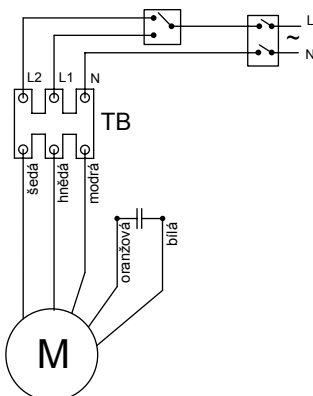 L
~
N
L2 L1 N
TB
šedá
hnědá
modrá
oranžová
bílá
M